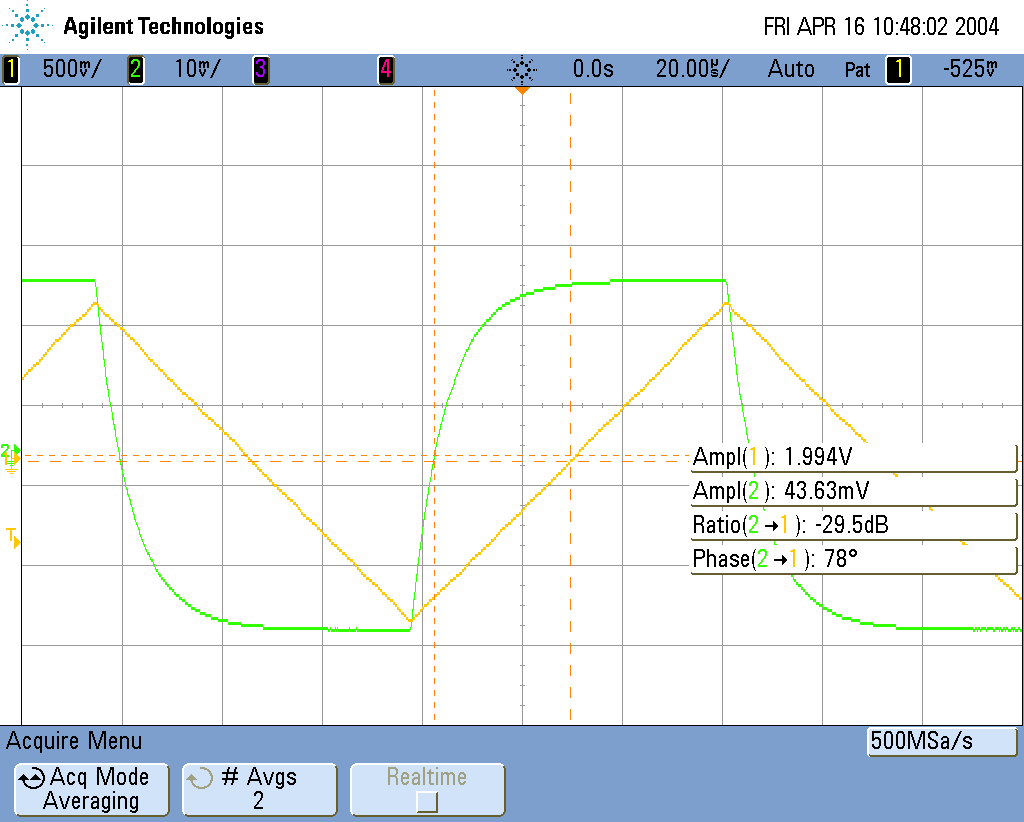 Agilent Technologies FRI APR 16 10:48:02 2004
1 500mV/ 2 10mV/ 3 4 0.0s 20.00us/ Auto Pat 1 -525mV
2
T
Ampl(1): 1.994V
Ampl(2): 43.63mV
Ratio(2→1): -29.5dB
Phase(2→1): 78°
Acquire Menu 500MSa/s
Acq Mode # Avgs Realtime
Averaging 2